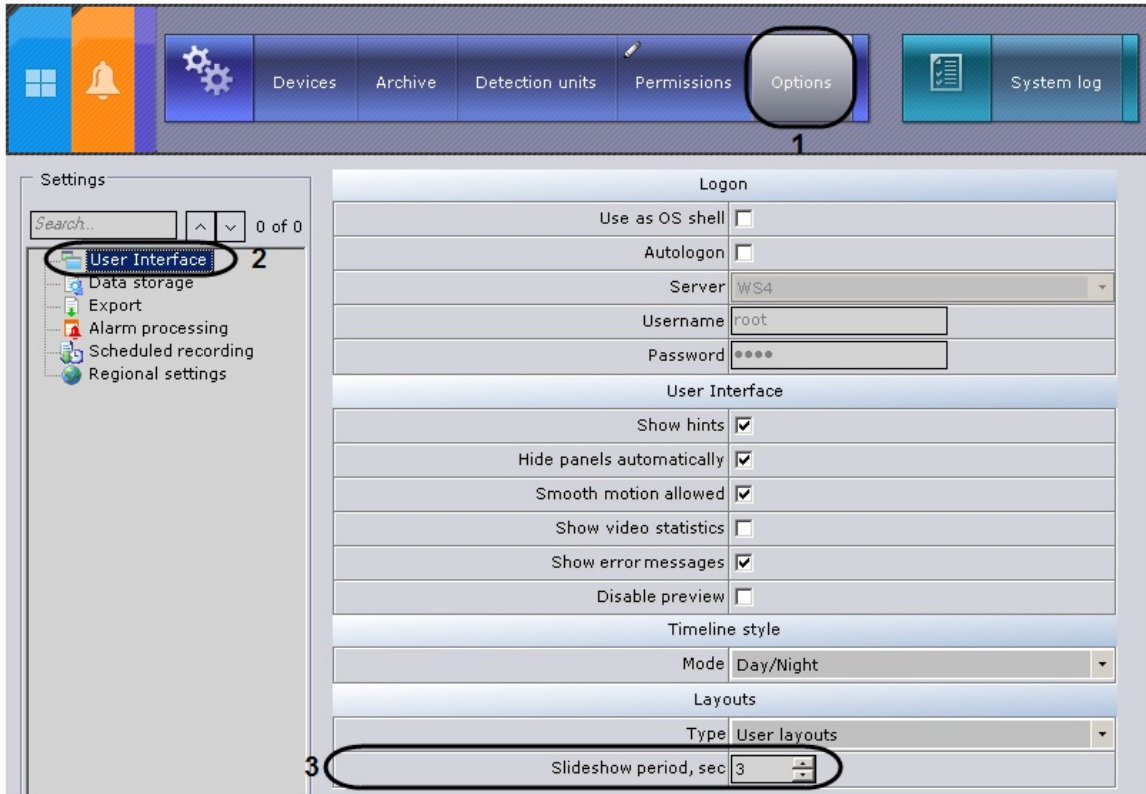 Devices Archive Detection units Permissions Options System log
1
Settings
Search... 0 of 0
User Interface 2
Data storage
Export
Alarm processing
Scheduled recording
Regional settings
Logon
Use as OS shell
Autologon
Server WS4
Username root
Password ••••
User Interface
Show hints
Hide panels automatically
Smooth motion allowed
Show video statistics
Show error messages
Disable preview
Timeline style
Mode Day/Night
Layouts
Type User layouts
3 Slideshow period, sec 3